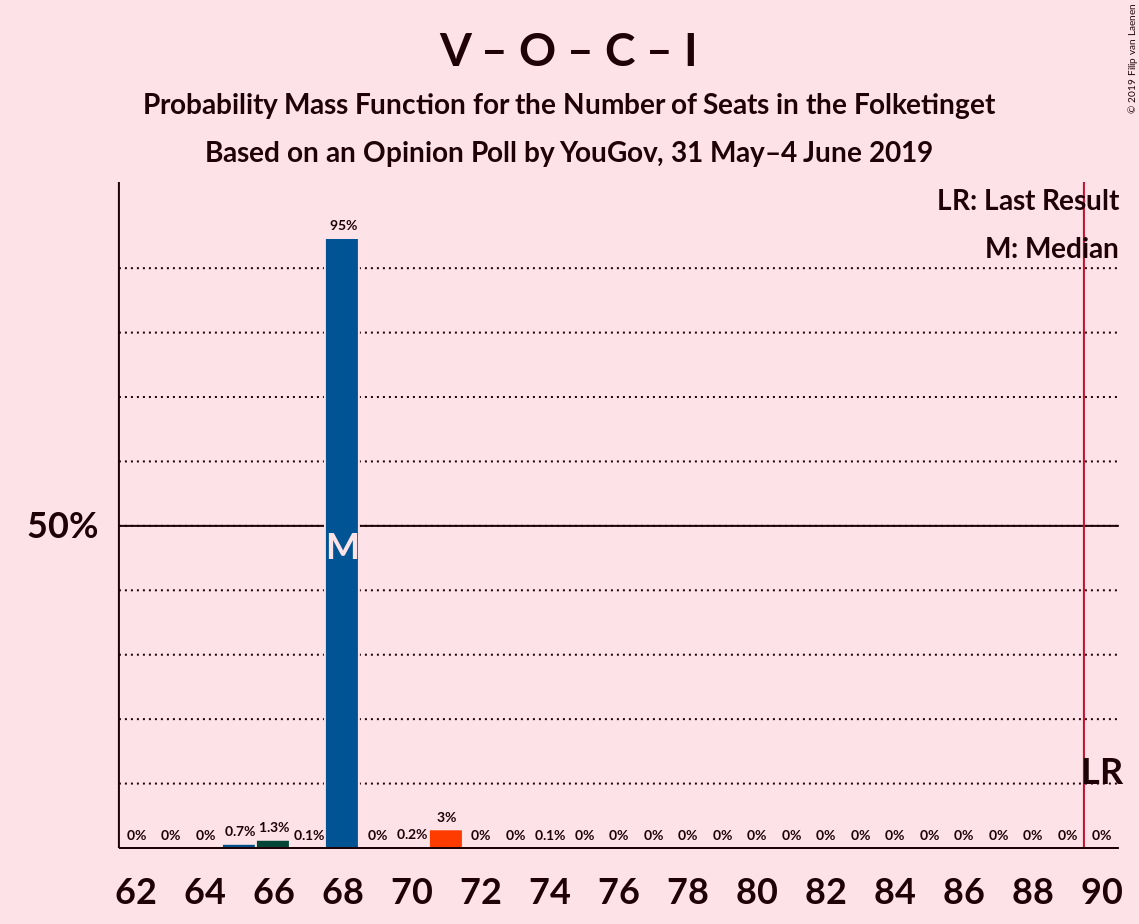 V – O – C – I
Probability Mass Function for the Number of Seats in the Folketinget
Based on an Opinion Poll by YouGov, 31 May–4 June 2019
© 2019 Filip van Laenen
LR: Last Result
M: Median
95%
50%
M
LR
0% 0% 0% 0.7% 1.3% 0.1% 0% 0.2% 3% 0% 0% 0.1% 0% 0% 0% 0% 0% 0% 0% 0% 0% 0% 0% 0% 0% 0% 0% 0%
62 64 66 68 70 72 74 76 78 80 82 84 86 88 90